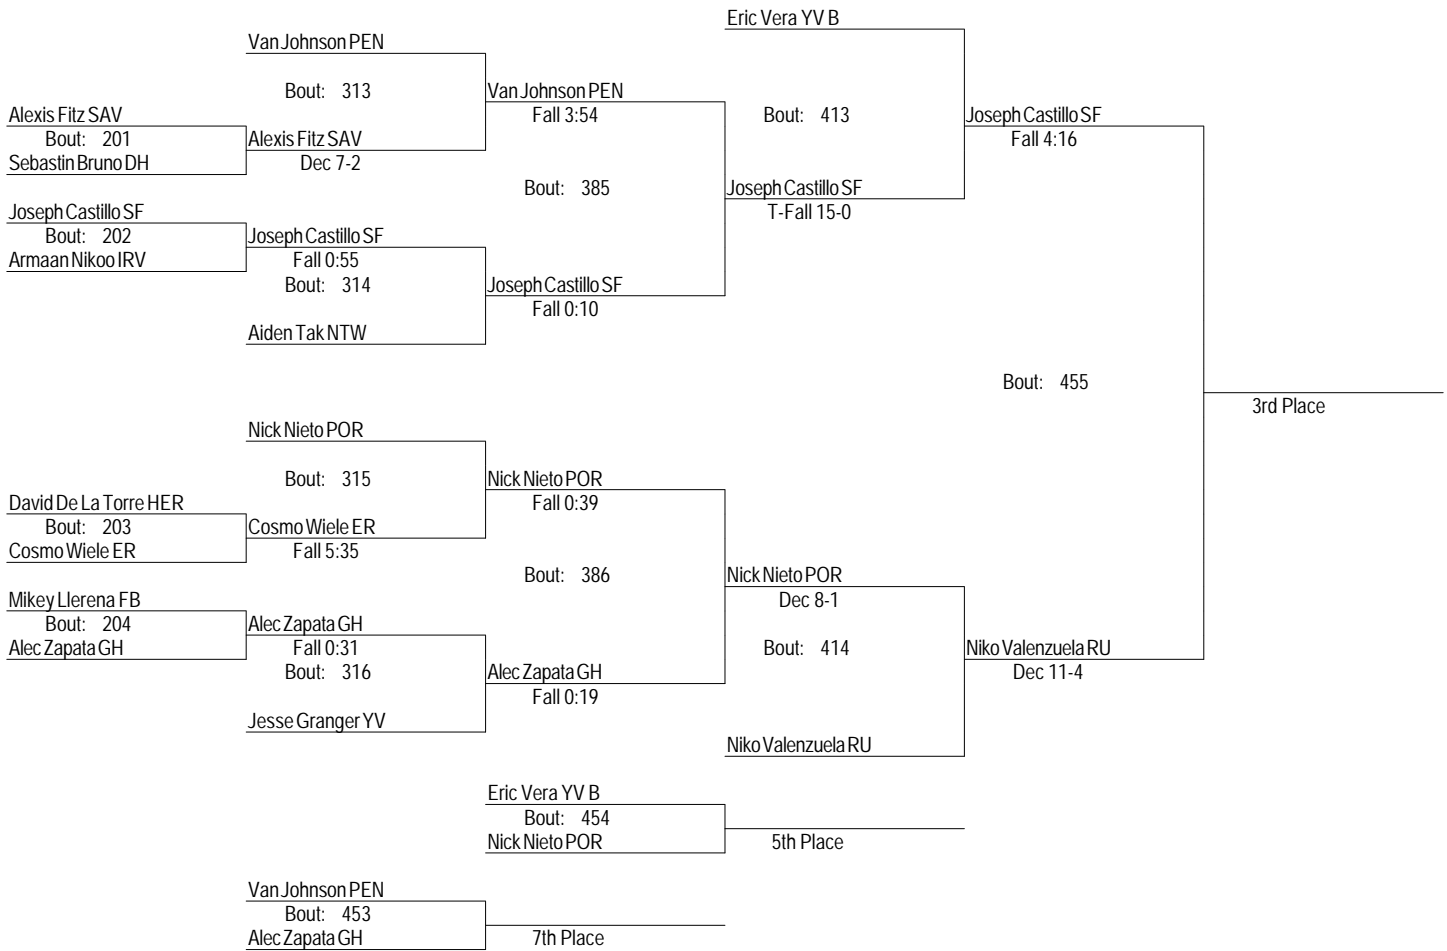 Eric Vera YV B
Van Johnson PEN
Bout: 313
Van Johnson PEN
Fall 3:54
Alexis Fitz SAV
Bout: 201
Sebastin Bruno DH
Alexis Fitz SAV
Dec 7-2
Bout: 413
Joseph Castillo SF
Fall 4:16
Bout: 385
Joseph Castillo SF
T-Fall 15-0
Joseph Castillo SF
Bout: 202
Armaan Nikoo IRV
Joseph Castillo SF
Fall 0:55
Bout: 314
Joseph Castillo SF
Fall 0:10
Aiden Tak NTW
Bout: 455
3rd Place
Nick Nieto POR
Bout: 315
Nick Nieto POR
Fall 0:39
David De La Torre HER
Bout: 203
Cosmo Wiele ER
Cosmo Wiele ER
Fall 5:35
Bout: 386
Nick Nieto POR
Dec 8-1
Mikey Llerena FB
Bout: 204
Alec Zapata GH
Alec Zapata GH
Fall 0:31
Bout: 316
Bout: 414
Niko Valenzuela RU
Dec 11-4
Alec Zapata GH
Fall 0:19
Jesse Granger YV
Niko Valenzuela RU
Eric Vera YV B
Bout: 454
Nick Nieto POR
5th Place
Van Johnson PEN
Bout: 453
Alec Zapata GH
7th Place